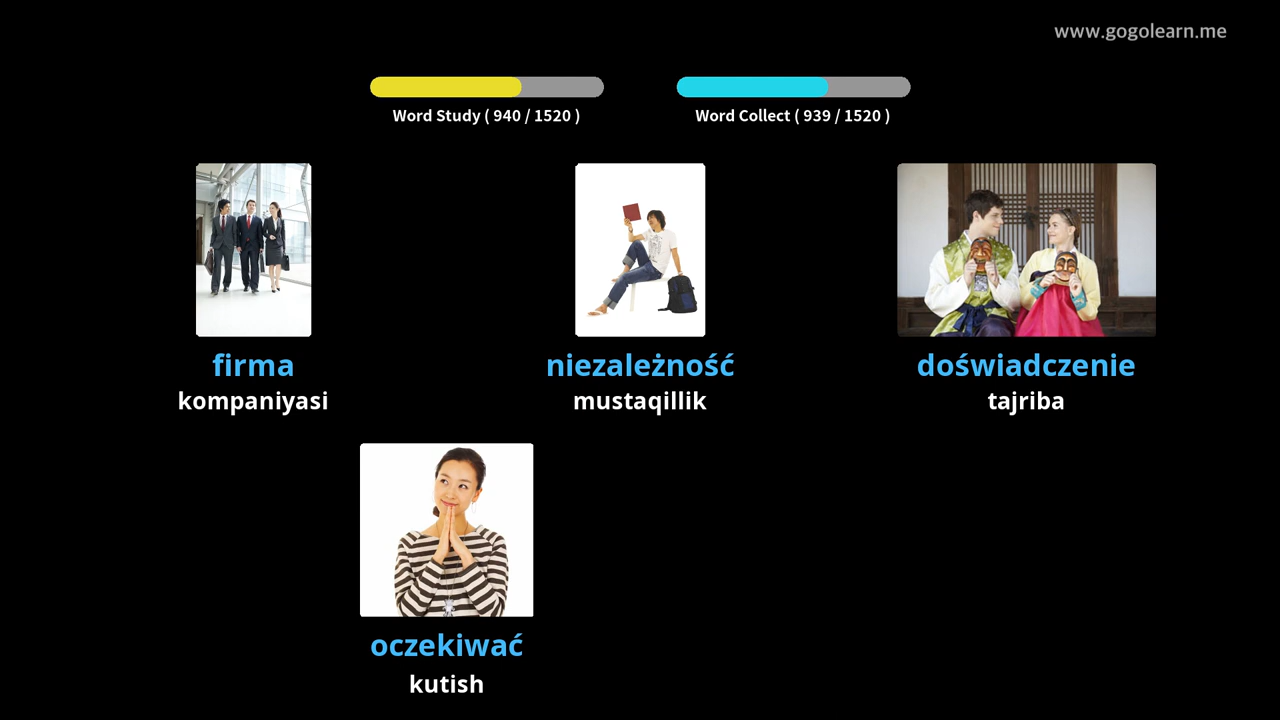 www.gogolearn.me
Word Study ( 940 / 1520 )
Word Collect ( 939 / 1520 )
firma
kompaniyasi
niezależność
mustaqillik
doświadczenie
tajriba
oczekiwać
kutish